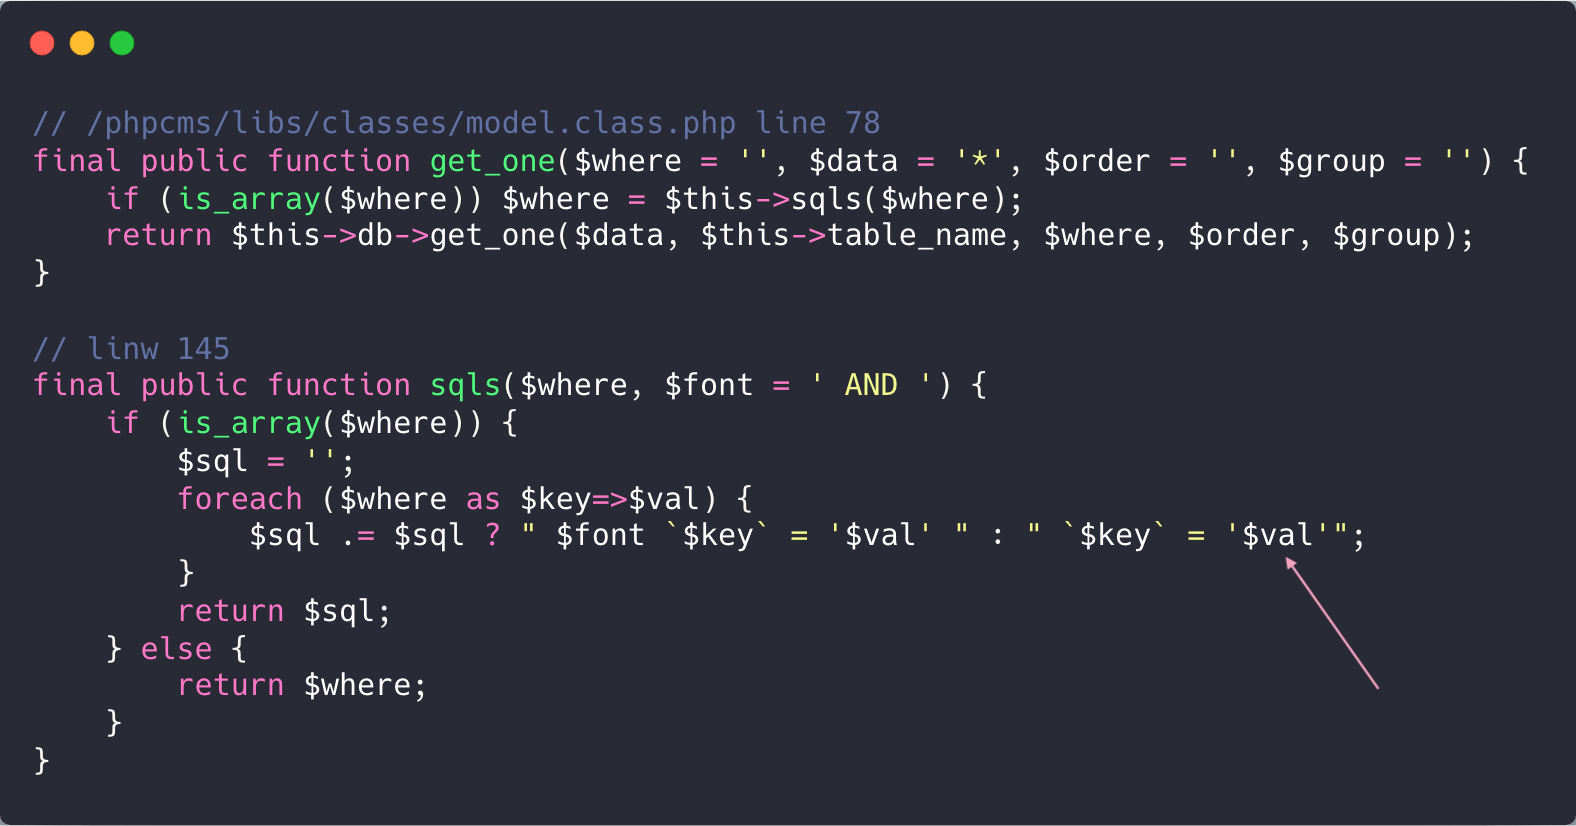 // /phpcms/libs/classes/model.class.php line 78
final public function get_one($where = '', $data = '*', $order = '', $group = '') {
    if (is_array($where)) $where = $this->sqls($where);
    return $this->db->get_one($data, $this->table_name, $where, $order, $group);
}

// linw 145
final public function sqls($where, $font = ' AND ') {
    if (is_array($where)) {
        $sql = '';
        foreach ($where as $key=>$val) {
            $sql .= $sql ? " $font `$key` = '$val' " : " `$key` = '$val'";
        }
        return $sql;
    } else {
        return $where;
    }
}